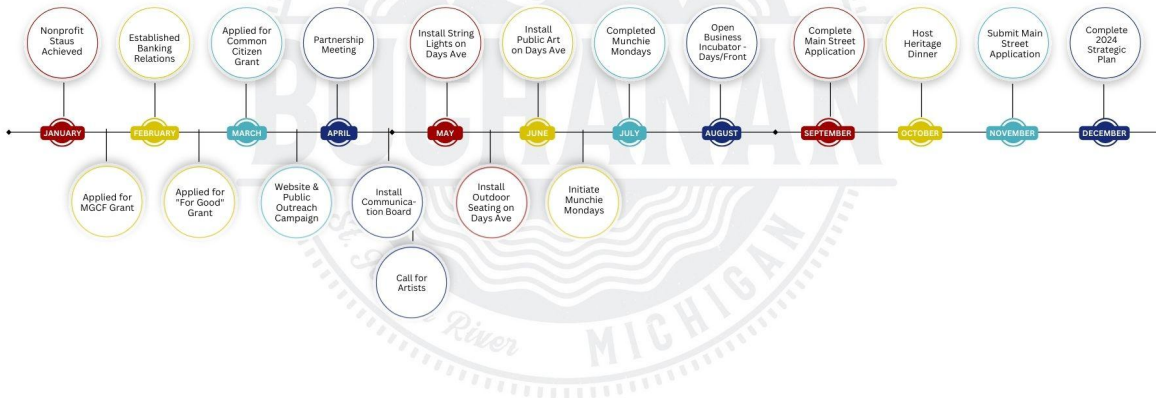 Nonprofit
Staus
Achieved
Established
Banking
Relations
Applied for
Common
Citizen
Grant
Partnership
Meeting
Install String
Lights on
Days Ave
Install
Public Art
on Days Ave
Completed
Munchie
Mondays
Open
Business
Incubator -
Days/Front
Complete
Main Street
Application
Host
Heritage
Dinner
Submit Main
Street
Application
Complete
2024
Strategic
Plan
JANUARY
FEBRUARY
MARCH
APRIL
MAY
JUNE
JULY
AUGUST
SEPTEMBER
OCTOBER
NOVEMBER
DECEMBER
Applied for
MGCF Grant
Applied for
"For Good"
Grant
Website &
Public
Outreach
Campaign
Install
Communica-
tion Board
Install
Outdoor
Seating on
Days Ave
Initiate
Munchie
Mondays
Call for
Artists
BUCHANAN
St. River
MICHIGAN